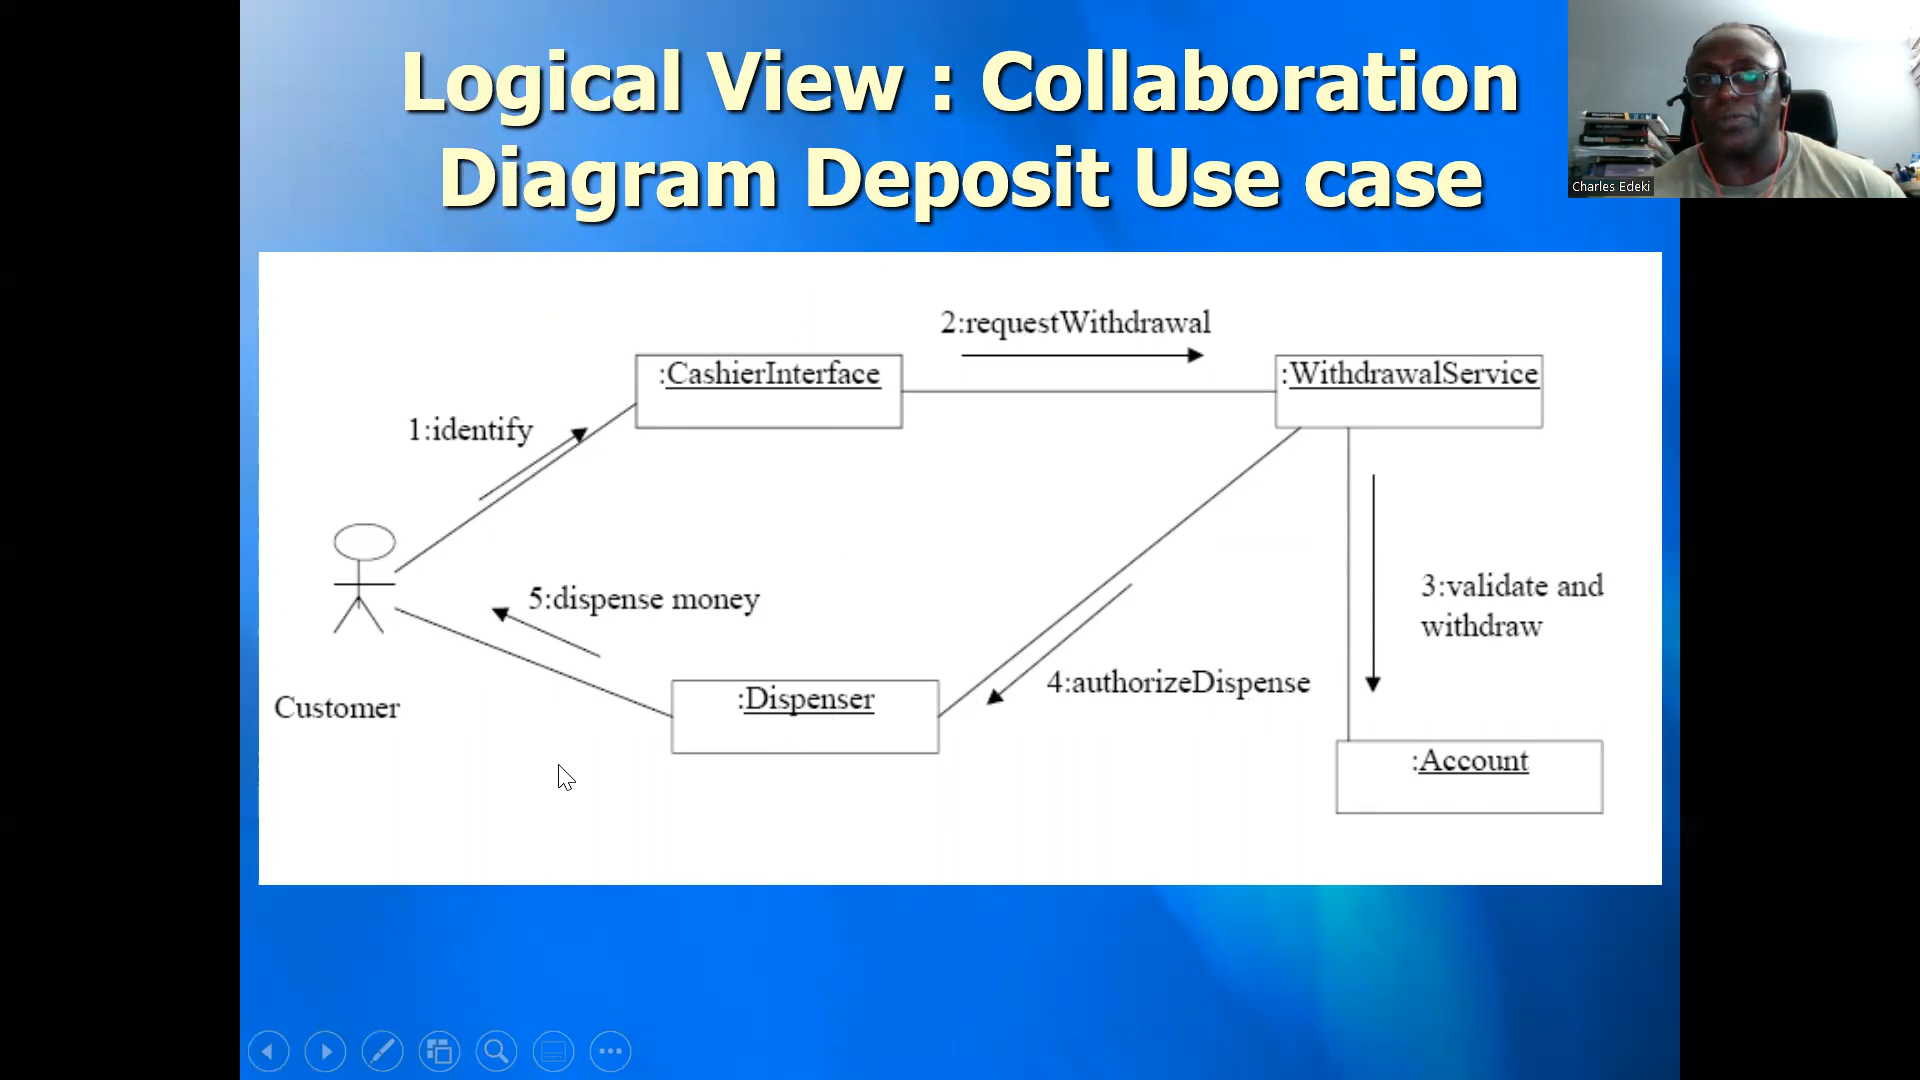 Logical View : Collaboration
Diagram Deposit Use case
Charles Edeki
2:requestWithdrawal
:CashierInterface
:WithdrawalService
1:identify
5:dispense money
3:validate and
withdraw
4:authorizeDispense
:Dispenser
Customer
:Account